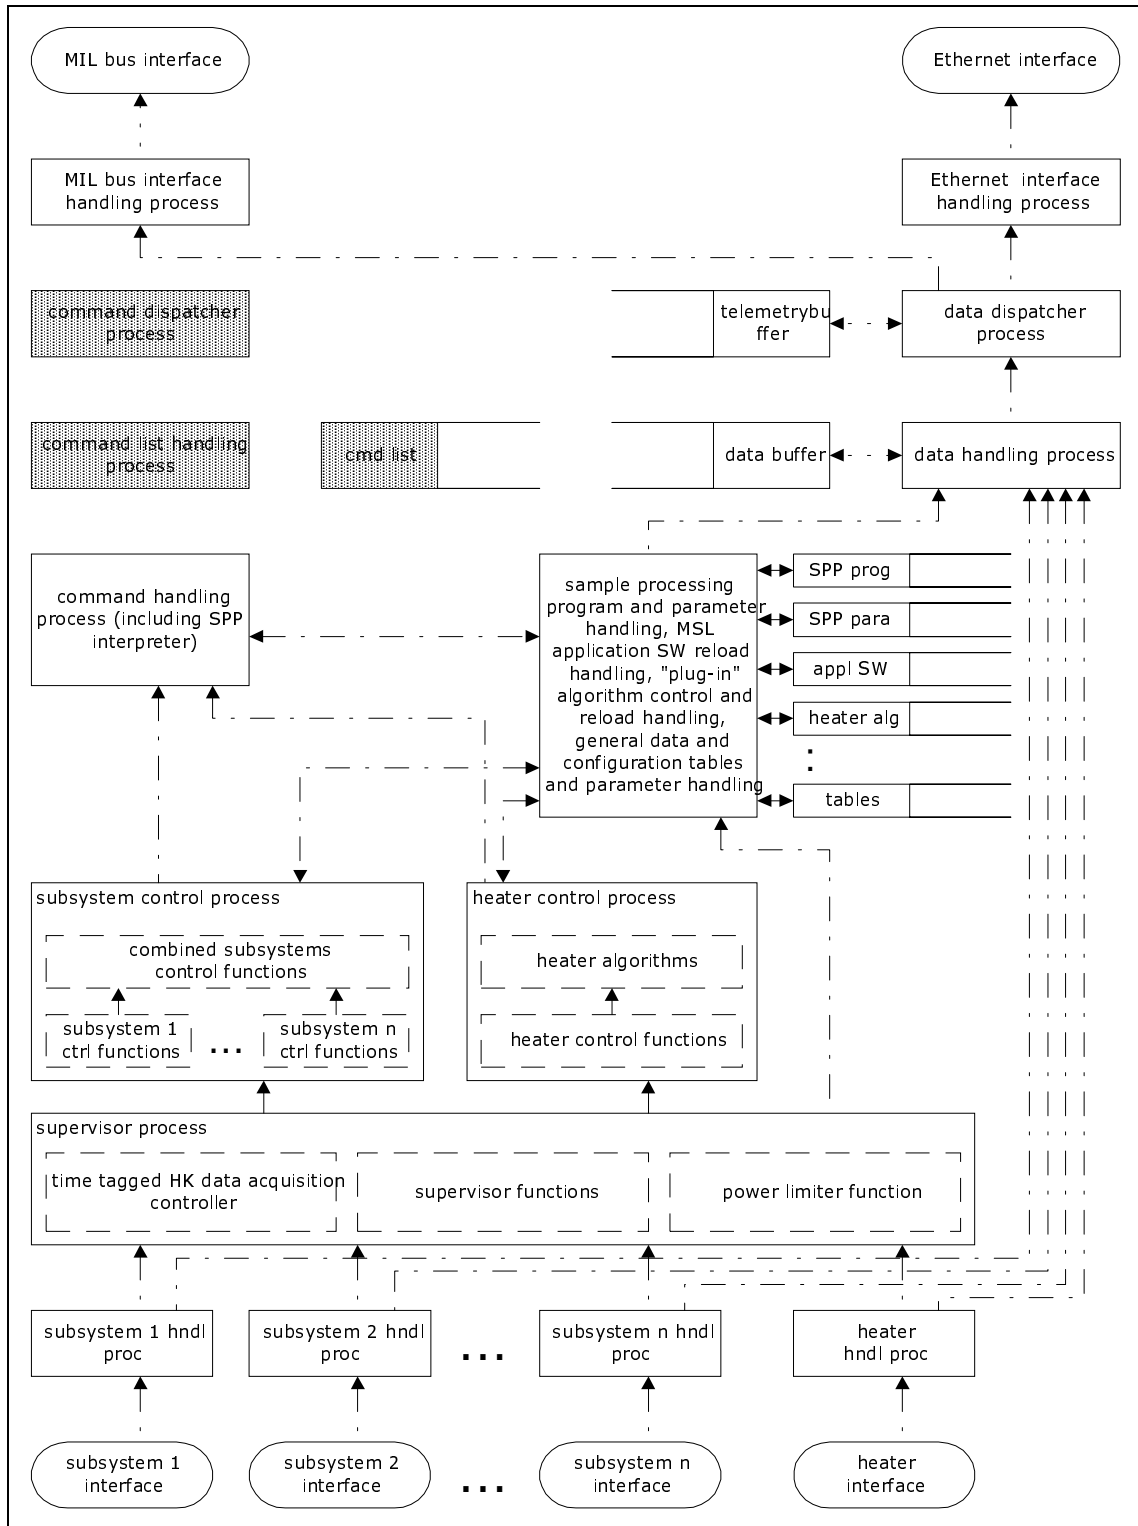 MIL bus interface
Ethernet interface
MIL bus interface
handling process
Ethernet interface
handling process
command dispatcher
process
telemetrybu
ffer
data dispatcher
process
command list handling
process
cmd list
data buffer
data handling process
command handling
process (including SPP
interpreter)
sample processing
program and parameter
handling, MSL
application SW reload
handling, "plug-in"
algorithm control and
reload handling,
general data and
configuration tables
and parameter handling
SPP prog
SPP para
appl SW
heater alg
:
tables
subsystem control process
combined subsystems
control functions
subsystem 1
ctrl functions
...
subsystem n
ctrl functions
heater control process
heater algorithms
heater control functions
supervisor process
time tagged HK data acquisition
controller
supervisor functions
power limiter function
subsystem 1 hndl
proc
subsystem 2 hndl
proc
...
subsystem n hndl
proc
heater
hndl proc
subsystem 1
interface
subsystem 2
interface
...
subsystem n
interface
heater
interface